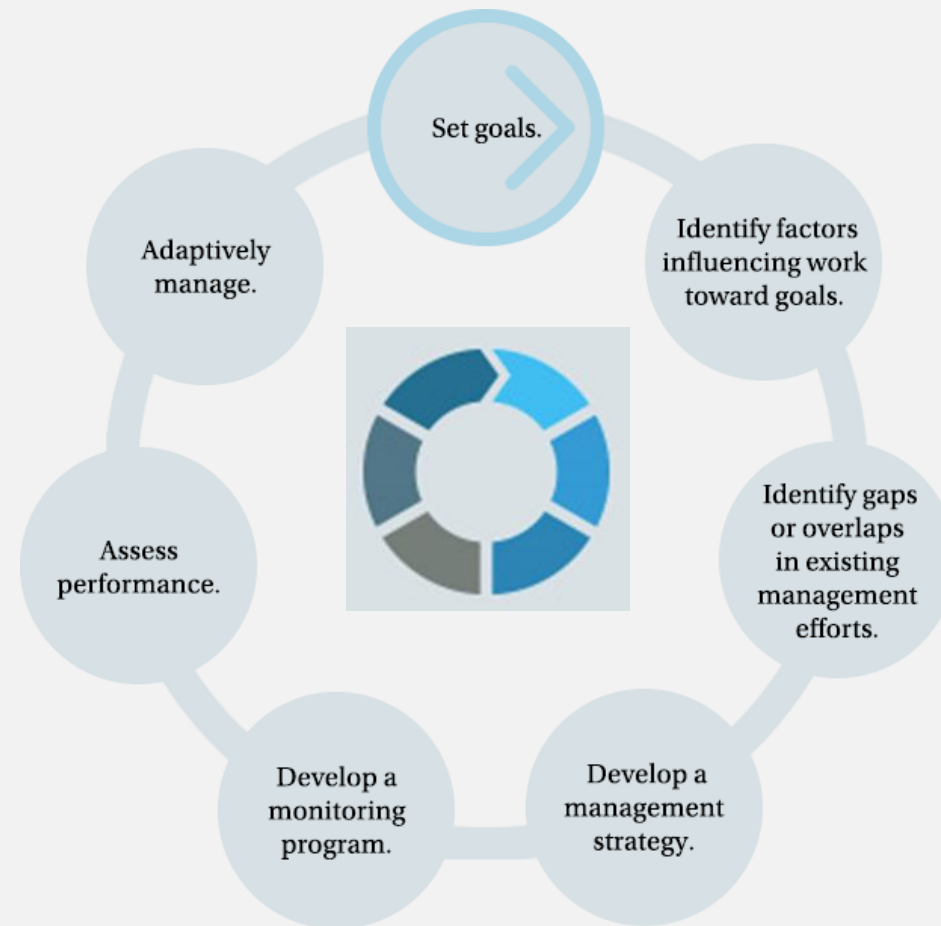 Set goals.
Identify factors
influencing work
toward goals.
Identify gaps
or overlaps
in existing
management
efforts.
Develop a
management
strategy.
Develop a
monitoring
program.
Assess
performance.
Adaptively
manage.